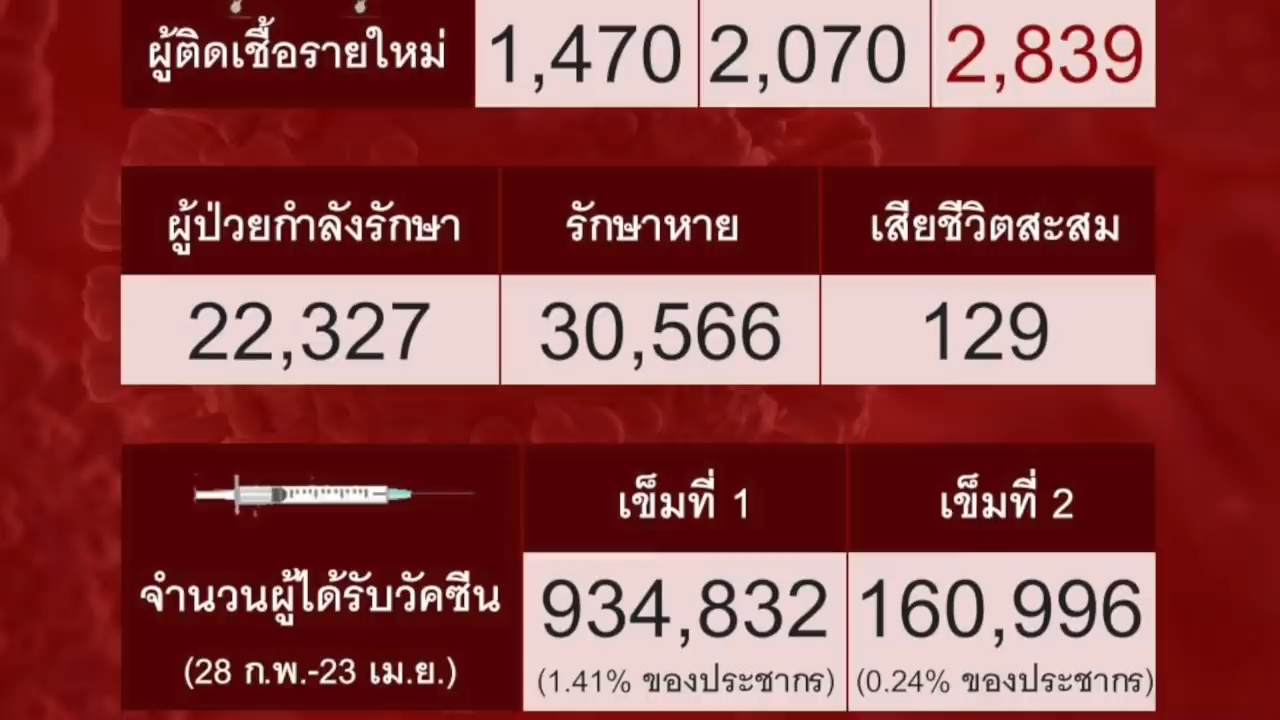 ผู้ติดเชื้อรายใหม่ 1,470 2,070 2,839
ผู้ป่วยกำลังรักษา รักษาหาย เสียชีวิตสะสม
22,327 30,566 129
เข็มที่ 1 เข็มที่ 2
จำนวนผู้ได้รับวัคซีน 934,832 160,996
(28 ก.พ.-23 เม.ย.) (1.41% ของประชากร) (0.24% ของประชากร)